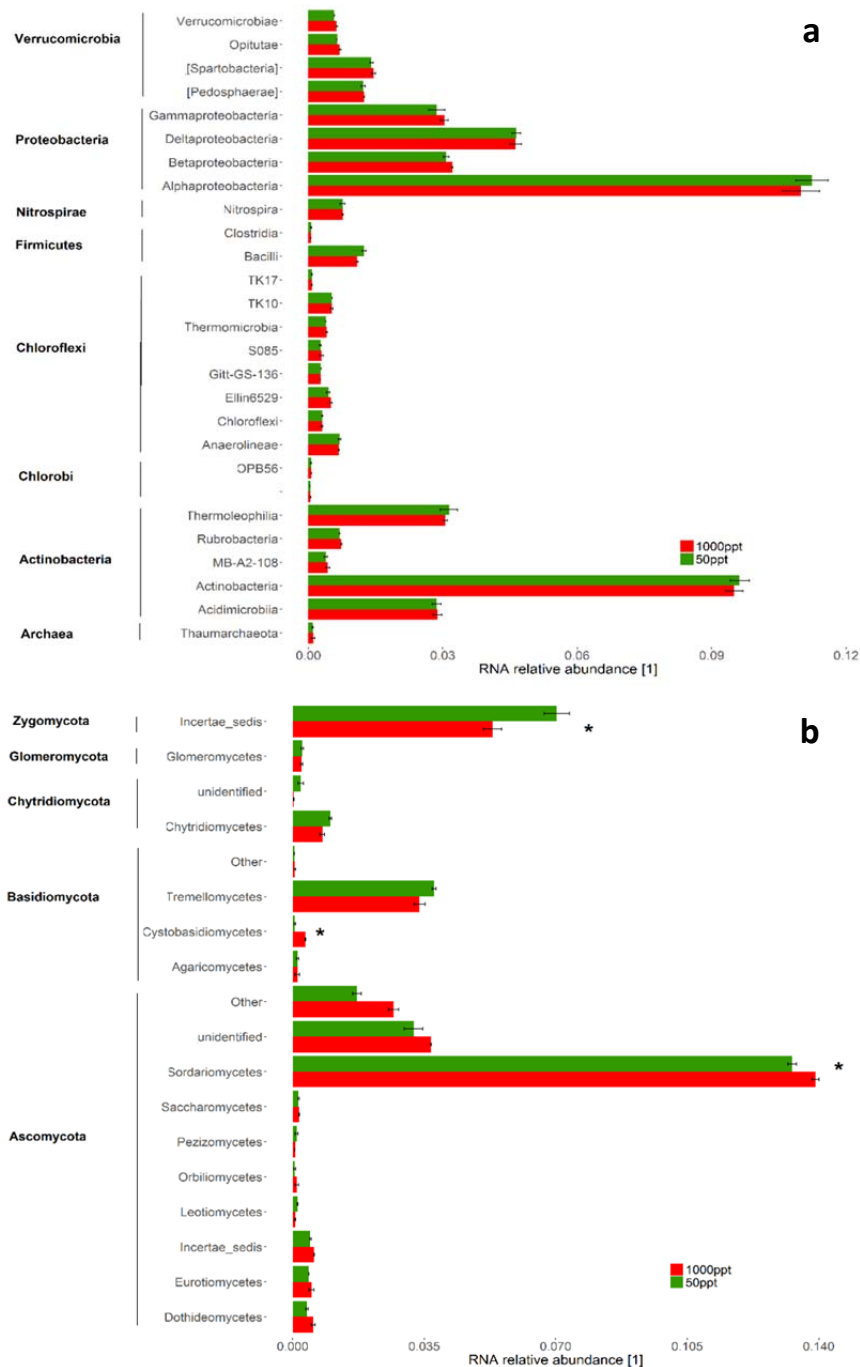 a
Verrucomicrobia
Verrucomicrobiae
Opitutae
[Spartobacteria]
[Pedosphaerae]
Proteobacteria
Gammaproteobacteria
Deltaproteobacteria
Betaproteobacteria
Alphaproteobacteria
Nitrospirae
Nitrospira
Firmicutes
Clostridia
Bacilli
Chloroflexi
TK17
TK10
Thermomicrobia
S085
Gitt-GS-136
Ellin6529
Chloroflexi
Anaerolineae
Chlorobi
OPB56
Actinobacteria
Thermoleophilia
Rubrobacteria
MB-A2-108
Actinobacteria
Acidimicrobiia
Archaea
Thaumarchaeota
1000ppt
50ppt
0.00 0.03 0.06 0.09 0.12
RNA relative abundance [1]
b
Zygomycota
Incertae_sedis
*
Glomeromycota
Glomeromycetes
Chytridiomycota
unidentified
Chytridiomycetes
Basidiomycota
Other
Tremellomycetes
Cystobasidiomycetes
*
Agaricomycetes
Ascomycota
Other
unidentified
Sordariomycetes
*
Saccharomycetes
Pezizomycetes
Orbiliomycetes
Leotiomycetes
Incertae_sedis
Eurotiomycetes
Dothideomycetes
1000ppt
50ppt
0.000 0.035 0.070 0.105 0.140
RNA relative abundance [1]